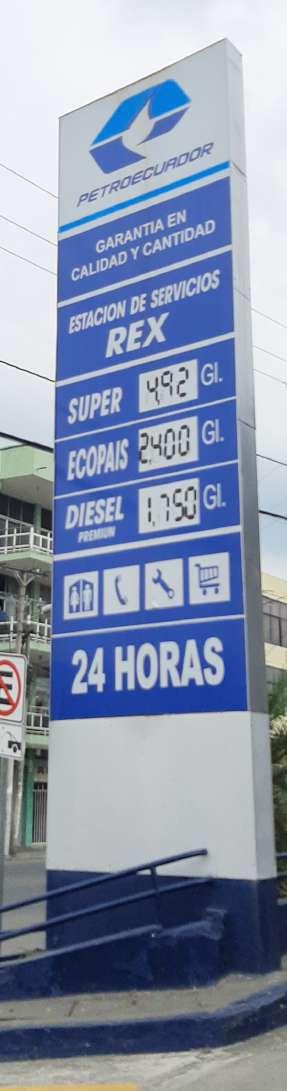 PETROECUADOR
GARANTIA EN
CALIDAD Y CANTIDAD
ESTACION DE SERVICIOS
REX
SUPER 4,92 Gl.
ECOPAIS 2,400 Gl.
DIESEL 1,750 Gl.
PREMIUM
24 HORAS
E